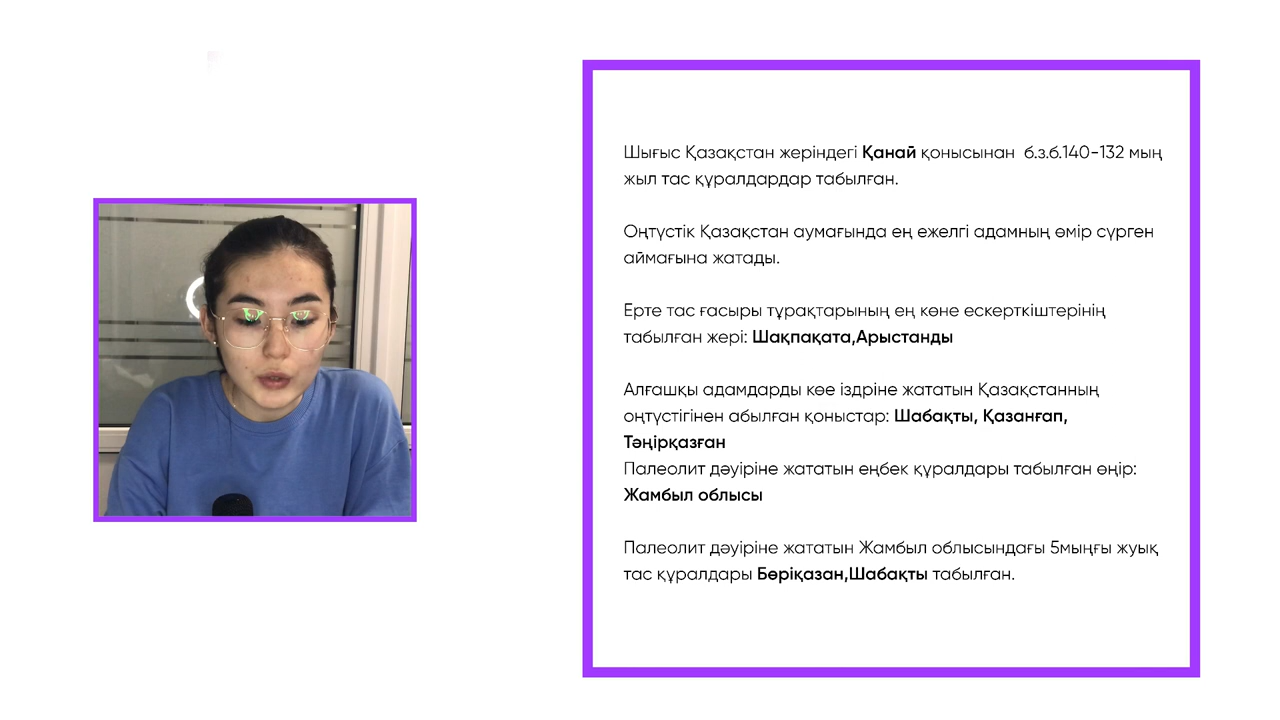 Шығыс Қазақстан жеріндегі Қанай қонысынан б.з.б.140-132 мың
жыл тас құралдардар табылған.
Оңтүстік Қазақстан аумағында ең ежелгі адамның өмір сүрген
аймағына жатады.
Ерте тас ғасыры тұрақтарының ең көне ескерткіштерінің
табылған жері: Шақпақата,Арыстанды
Алғашқы адамдарды көе іздріне жататын Қазақстанның
оңтүстігінен абылған қоныстар: Шабақты, Қазанғап,
Тәңірқазған
Палеолит дәуіріне жататын еңбек құралдары табылған өңір:
Жамбыл облысы
Палеолит дәуіріне жататын Жамбыл облысындағы 5мыңғы жуық
тас құралдары Бөріқазан,Шабақты табылған.